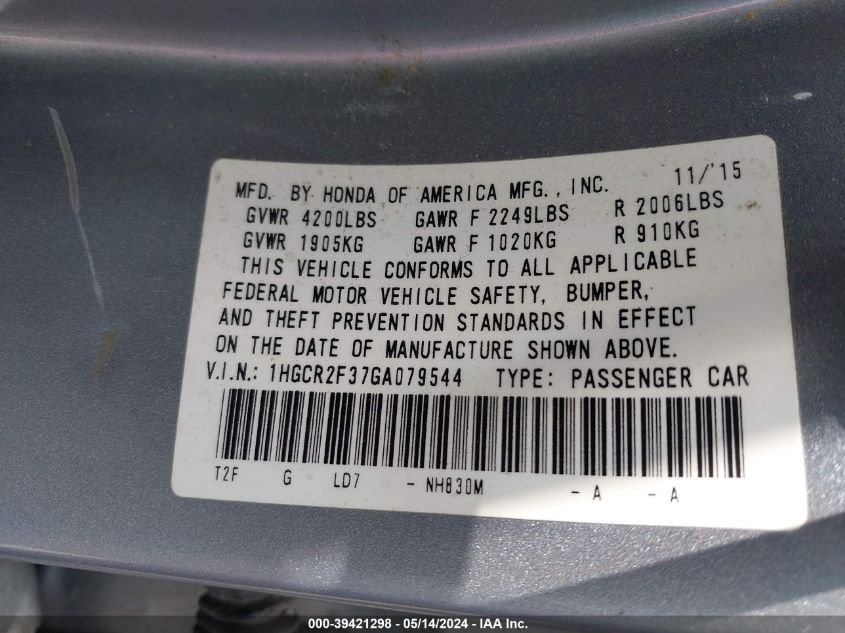 MFD. BY HONDA OF AMERICA MFG., INC. 11/'15
GVWR 4200LBS GAWR F 2249LBS R 2006LBS
GVWR 1905KG GAWR F 1020KG R 910KG
THIS VEHICLE CONFORMS TO ALL APPLICABLE
FEDERAL MOTOR VEHICLE SAFETY, BUMPER,
AND THEFT PREVENTION STANDARDS IN EFFECT
ON THE DATE OF MANUFACTURE SHOWN ABOVE.
V.I.N.: 1HGCR2F37GA079544 TYPE: PASSENGER CAR
T2F G LD7 - NH830M - A - A
000-39421298 - 05/14/2024 - IAA Inc.